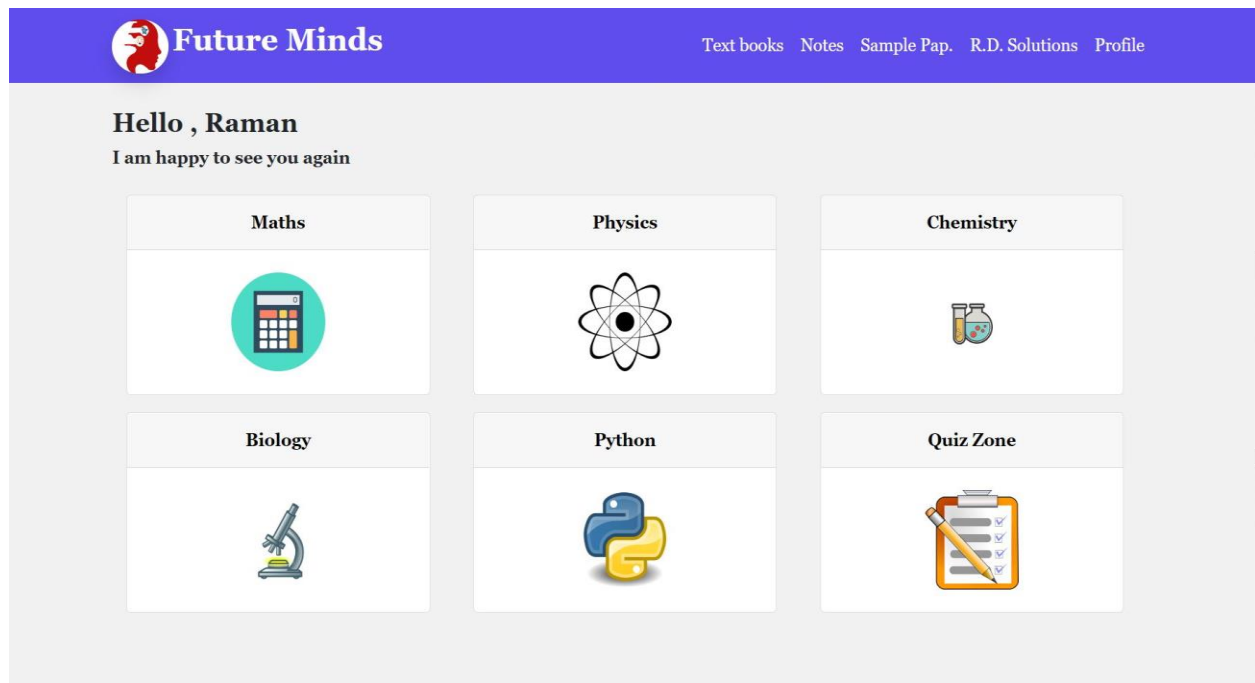 Future Minds
Text books Notes Sample Pap. R.D. Solutions Profile
Hello , Raman
I am happy to see you again
Maths
Physics
Chemistry
0
Biology
Python
Quiz Zone